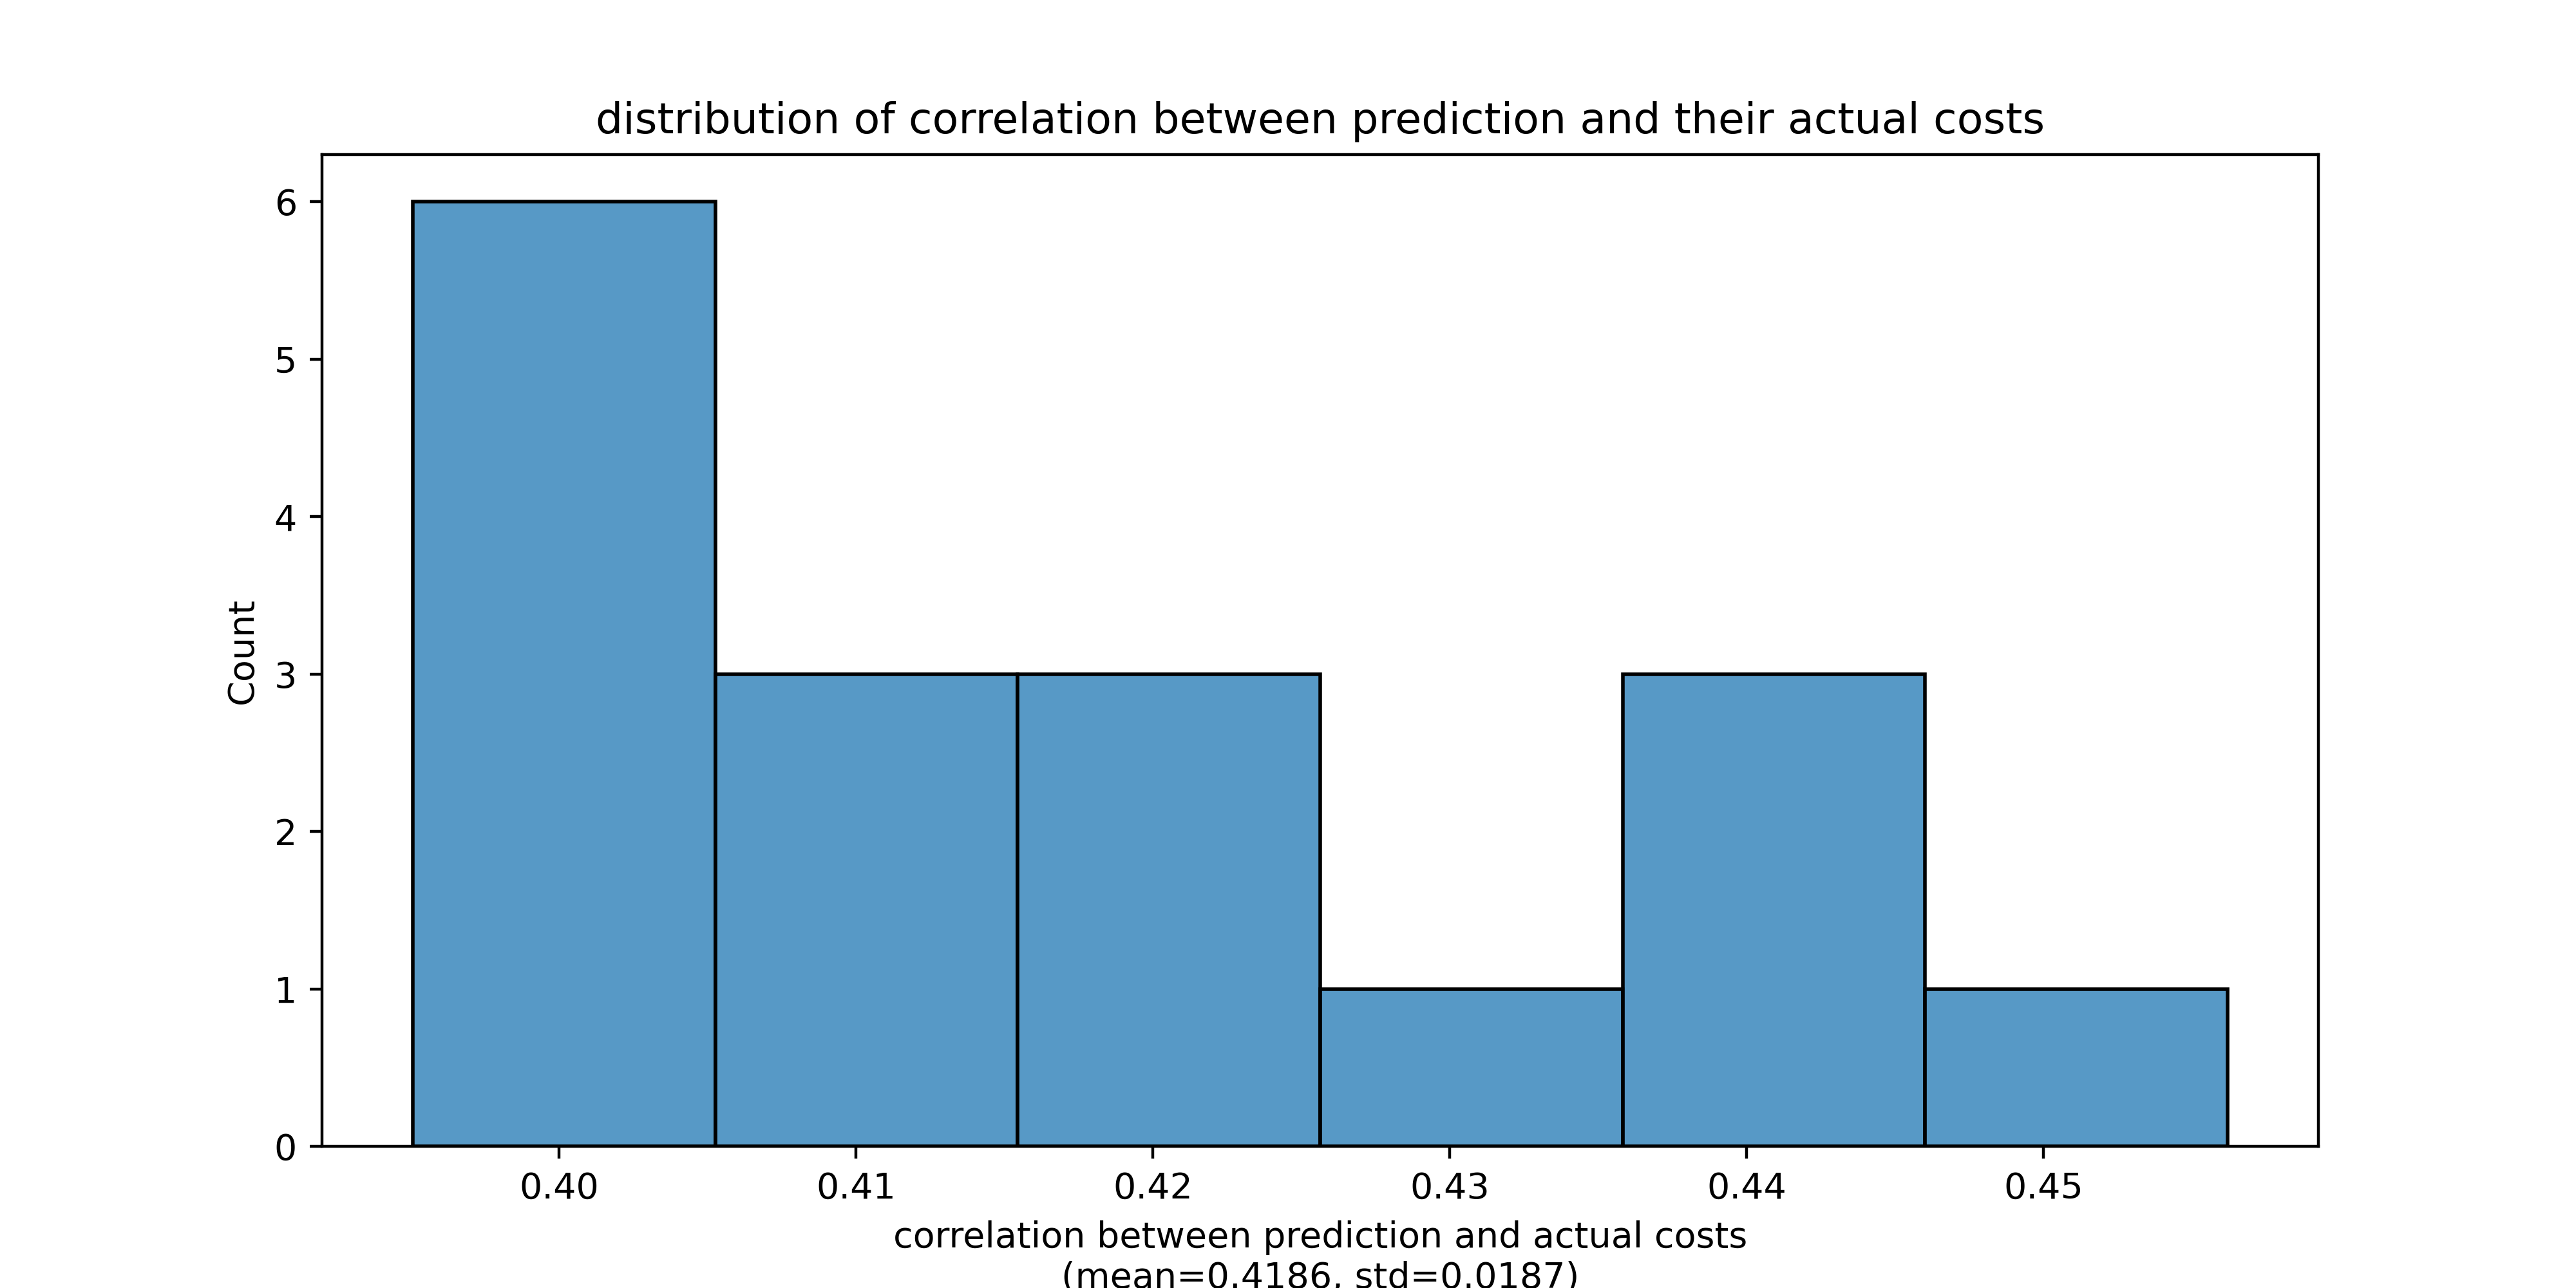 distribution of correlation between prediction and their actual costs
6
5
4
3
2
1
0
Count
0.40 0.41 0.42 0.43 0.44 0.45
correlation between prediction and actual costs
(mean=0.4186, std=0.0187)